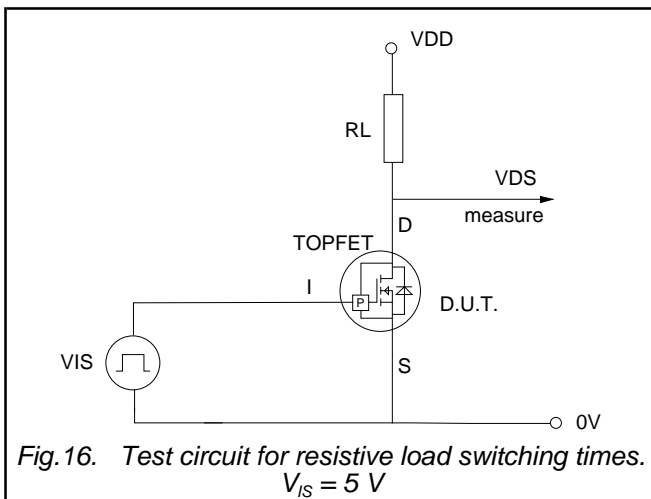 VDD
RL
VDS
measure
D
TOPFET
I
P
D.U.T.
VIS
S
0V
Fig.16. Test circuit for resistive load switching times.
VIS = 5 V